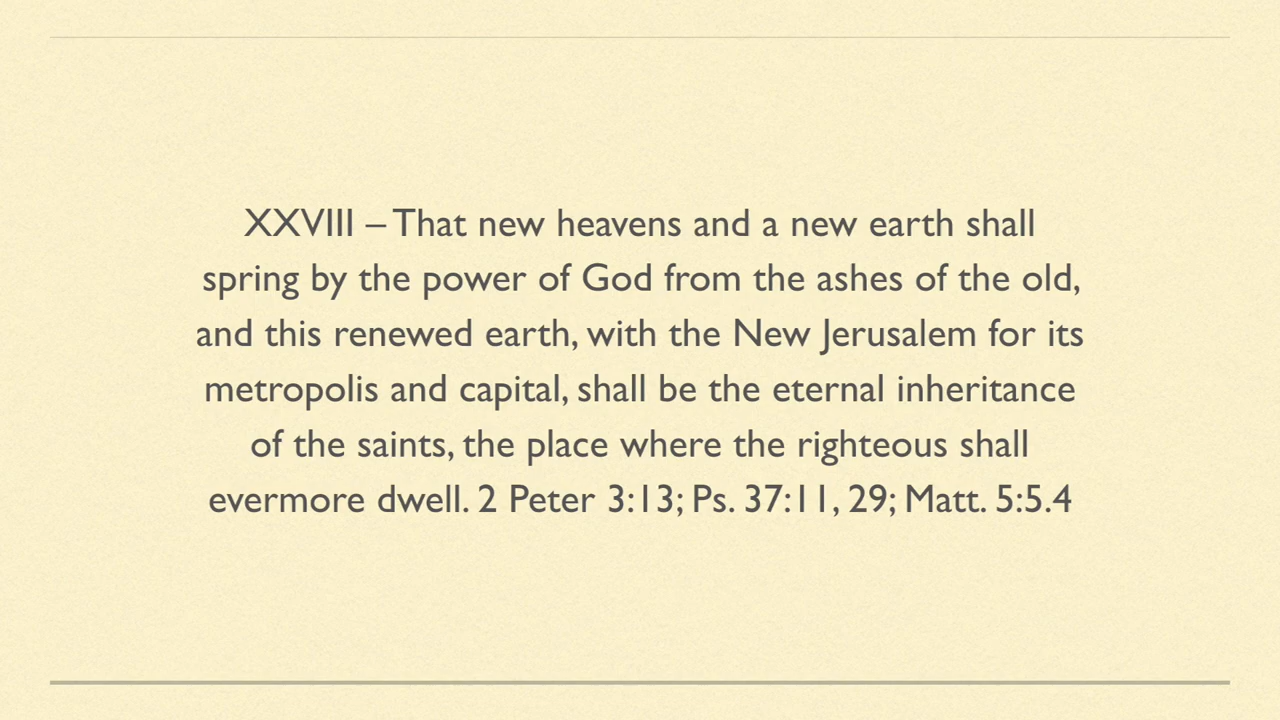 XXVIII – That new heavens and a new earth shall
spring by the power of God from the ashes of the old,
and this renewed earth, with the New Jerusalem for its
metropolis and capital, shall be the eternal inheritance
of the saints, the place where the righteous shall
evermore dwell. 2 Peter 3:13; Ps. 37:11, 29; Matt. 5:5.4